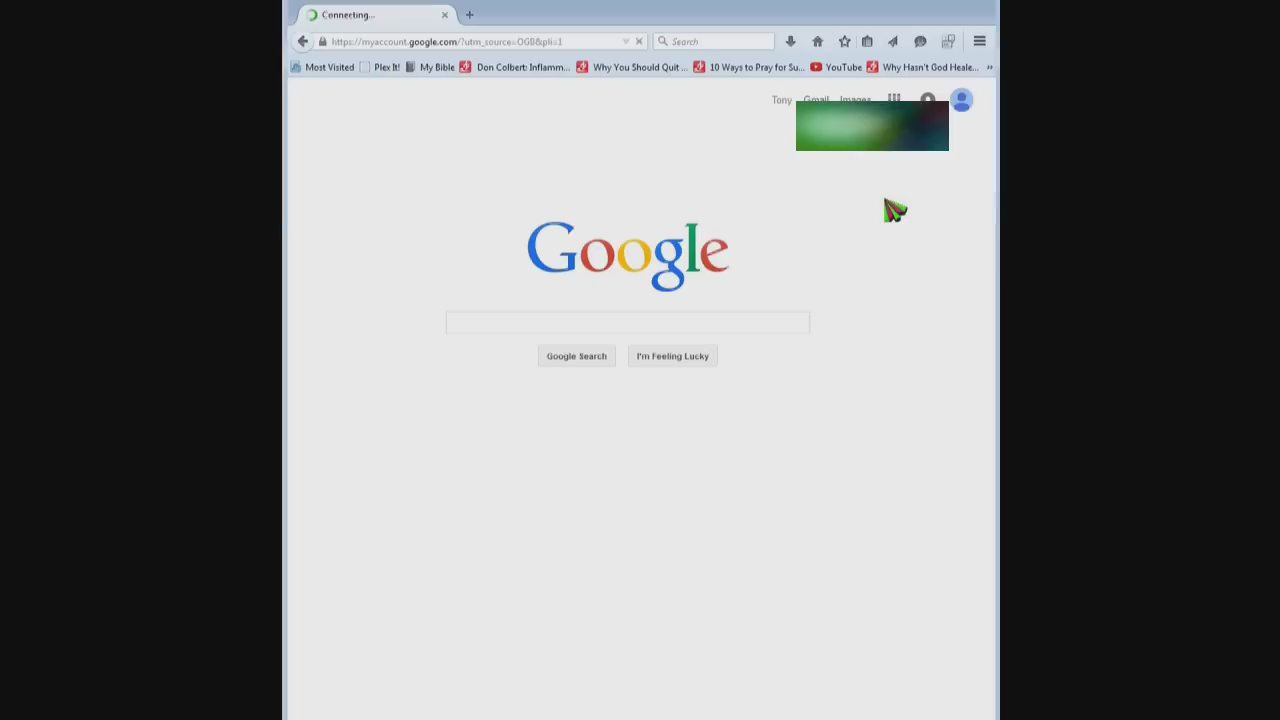 Connecting...
https://myaccount.google.com/?utm_source=OGB&pli=1
Search
Most Visited Plex It! My Bible Don Colbert: Inflamm... Why You Should Quit ... 10 Ways to Pray for Su... YouTube Why Hasn't God Heale... »
Tony Gmail Images
Google
Google Search I'm Feeling Lucky